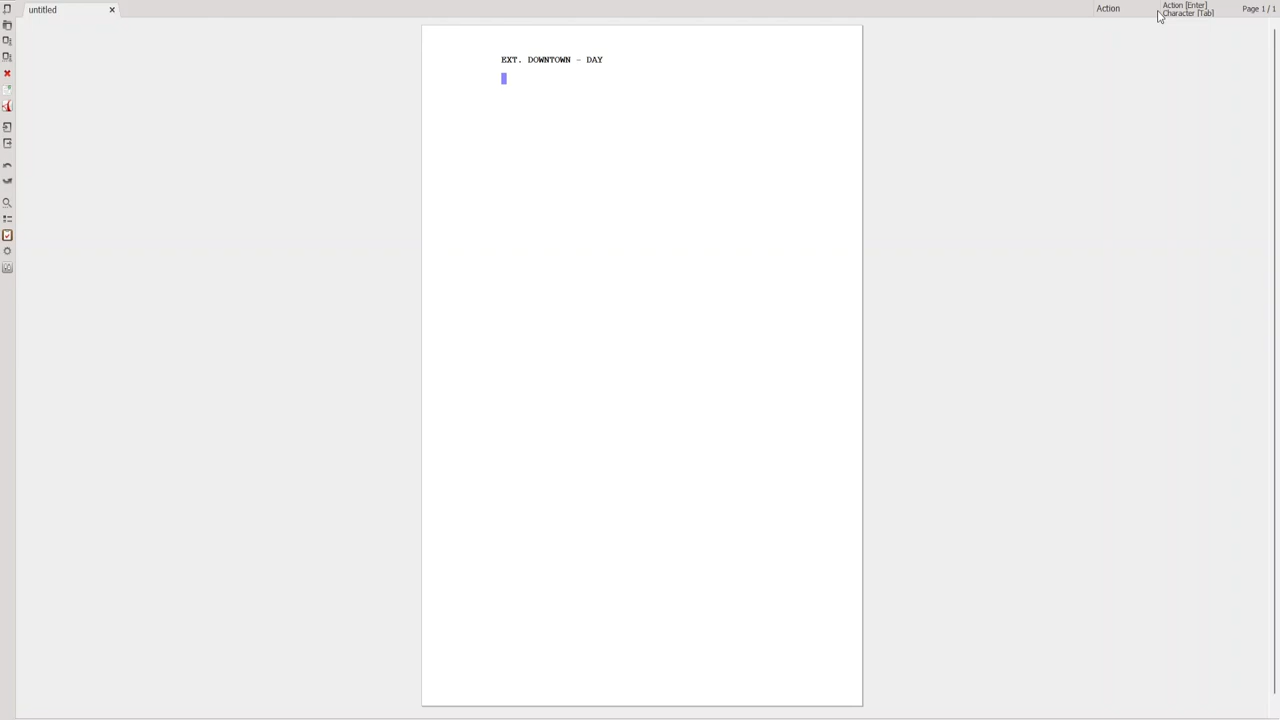 untitled
Action
Action [Enter]
Character [Tab]
Page 1 / 1
EXT. DOWNTOWN - DAY